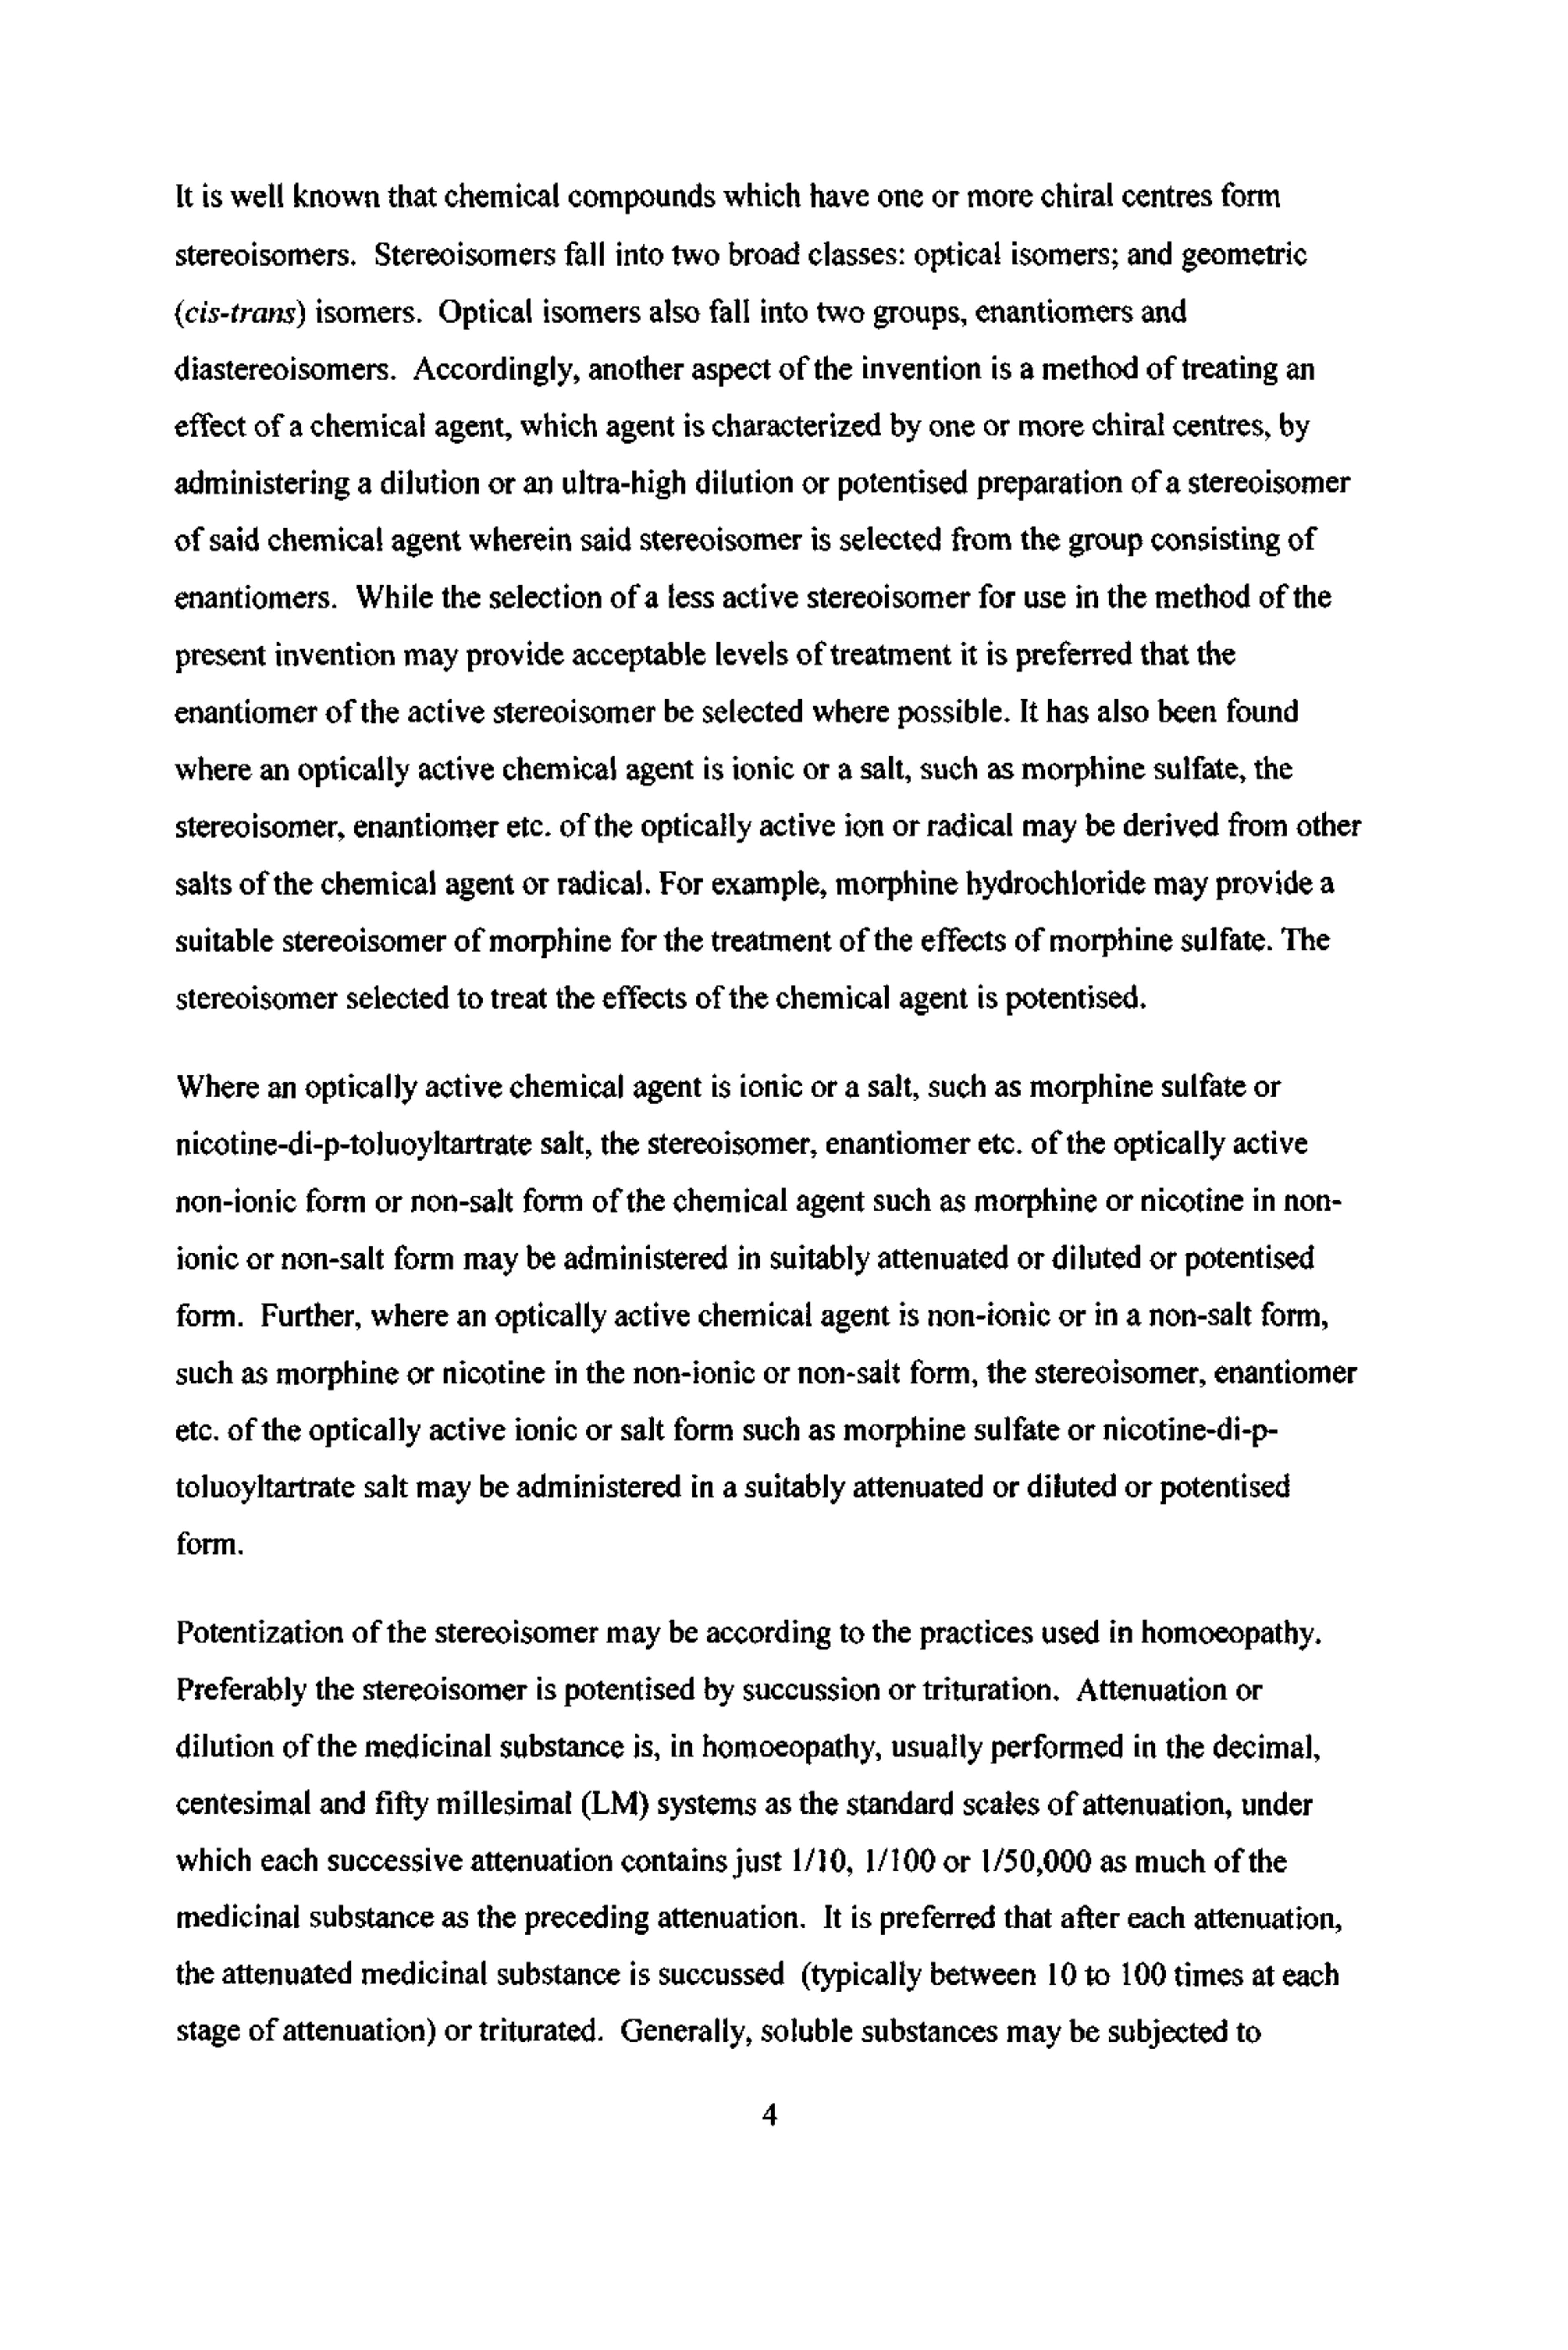 It is well known that chemical compounds which have one or more chiral centres form
stereoisomers. Stereoisomers fall into two broad classes: optical isomers; and geometric
(cis-trans) isomers. Optical isomers also fall into two groups, enantiomers and
diastereoisomers. Accordingly, another aspect of the invention is a method of treating an
effect of a chemical agent, which agent is characterized by one or more chiral centres, by
administering a dilution or an ultra-high dilution or potentised preparation of a stereoisomer
of said chemical agent wherein said stereoisomer is selected from the group consisting of
enantiomers. While the selection of a less active stereoisomer for use in the method of the
present invention may provide acceptable levels of treatment it is preferred that the
enantiomer of the active stereoisomer be selected where possible. It has also been found
where an optically active chemical agent is ionic or a salt, such as morphine sulfate, the
stereoisomer, enantiomer etc. of the optically active ion or radical may be derived from other
salts of the chemical agent or radical. For example, morphine hydrochloride may provide a
suitable stereoisomer of morphine for the treatment of the effects of morphine sulfate. The
stereoisomer selected to treat the effects of the chemical agent is potentised.
Where an optically active chemical agent is ionic or a salt, such as morphine sulfate or
nicotine-di-p-toluoyltartrate salt, the stereoisomer, enantiomer etc. of the optically active
non-ionic form or non-salt form of the chemical agent such as morphine or nicotine in non-
ionic or non-salt form may be administered in suitably attenuated or diluted or potentised
form. Further, where an optically active chemical agent is non-ionic or in a non-salt form,
such as morphine or nicotine in the non-ionic or non-salt form, the stereoisomer, enantiomer
etc. of the optically active ionic or salt form such as morphine sulfate or nicotine-di-p-
toluoyltartrate salt may be administered in a suitably attenuated or diluted or potentised
form.
Potentization of the stereoisomer may be according to the practices used in homoeopathy.
Preferably the stereoisomer is potentised by succussion or trituration. Attenuation or
dilution of the medicinal substance is, in homoeopathy, usually performed in the decimal,
centesimal and fifty millesimal (LM) systems as the standard scales of attenuation, under
which each successive attenuation contains just 1/10, 1/100 or 1/50,000 as much of the
medicinal substance as the preceding attenuation. It is preferred that after each attenuation,
the attenuated medicinal substance is succussed (typically between 10 to 100 times at each
stage of attenuation) or triturated. Generally, soluble substances may be subjected to
4